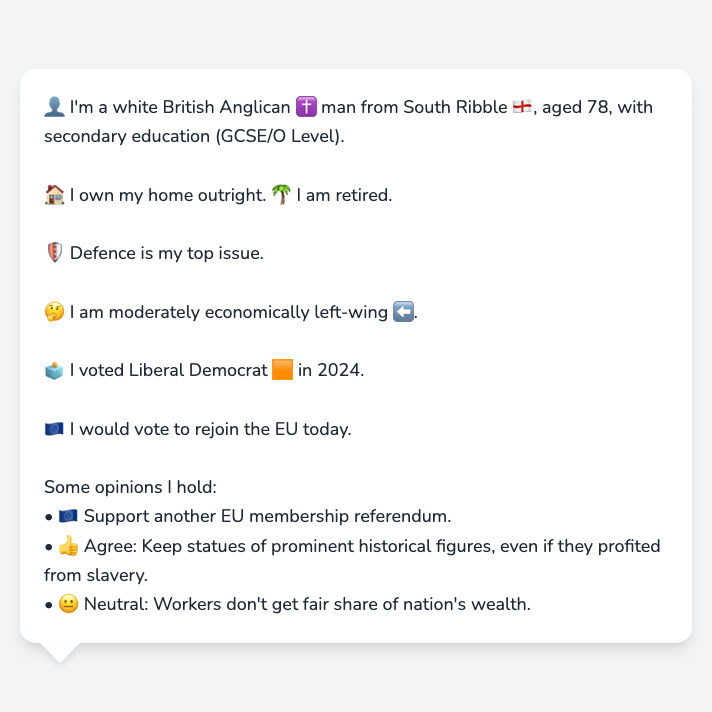 👤 I'm a white British Anglican ✝️ man from South Ribble 🏴󠁧󠁢󠁥󠁮󠁧󠁿, aged 78, with
secondary education (GCSE/O Level).
🏠 I own my home outright. 🌴 I am retired.
🛡️ Defence is my top issue.
🤔 I am moderately economically left-wing ⬅️.
🗳️ I voted Liberal Democrat 🟧 in 2024.
🇪🇺 I would vote to rejoin the EU today.
Some opinions I hold:
• 🇪🇺 Support another EU membership referendum.
• 👍 Agree: Keep statues of prominent historical figures, even if they profited
from slavery.
• 😐 Neutral: Workers don't get fair share of nation's wealth.